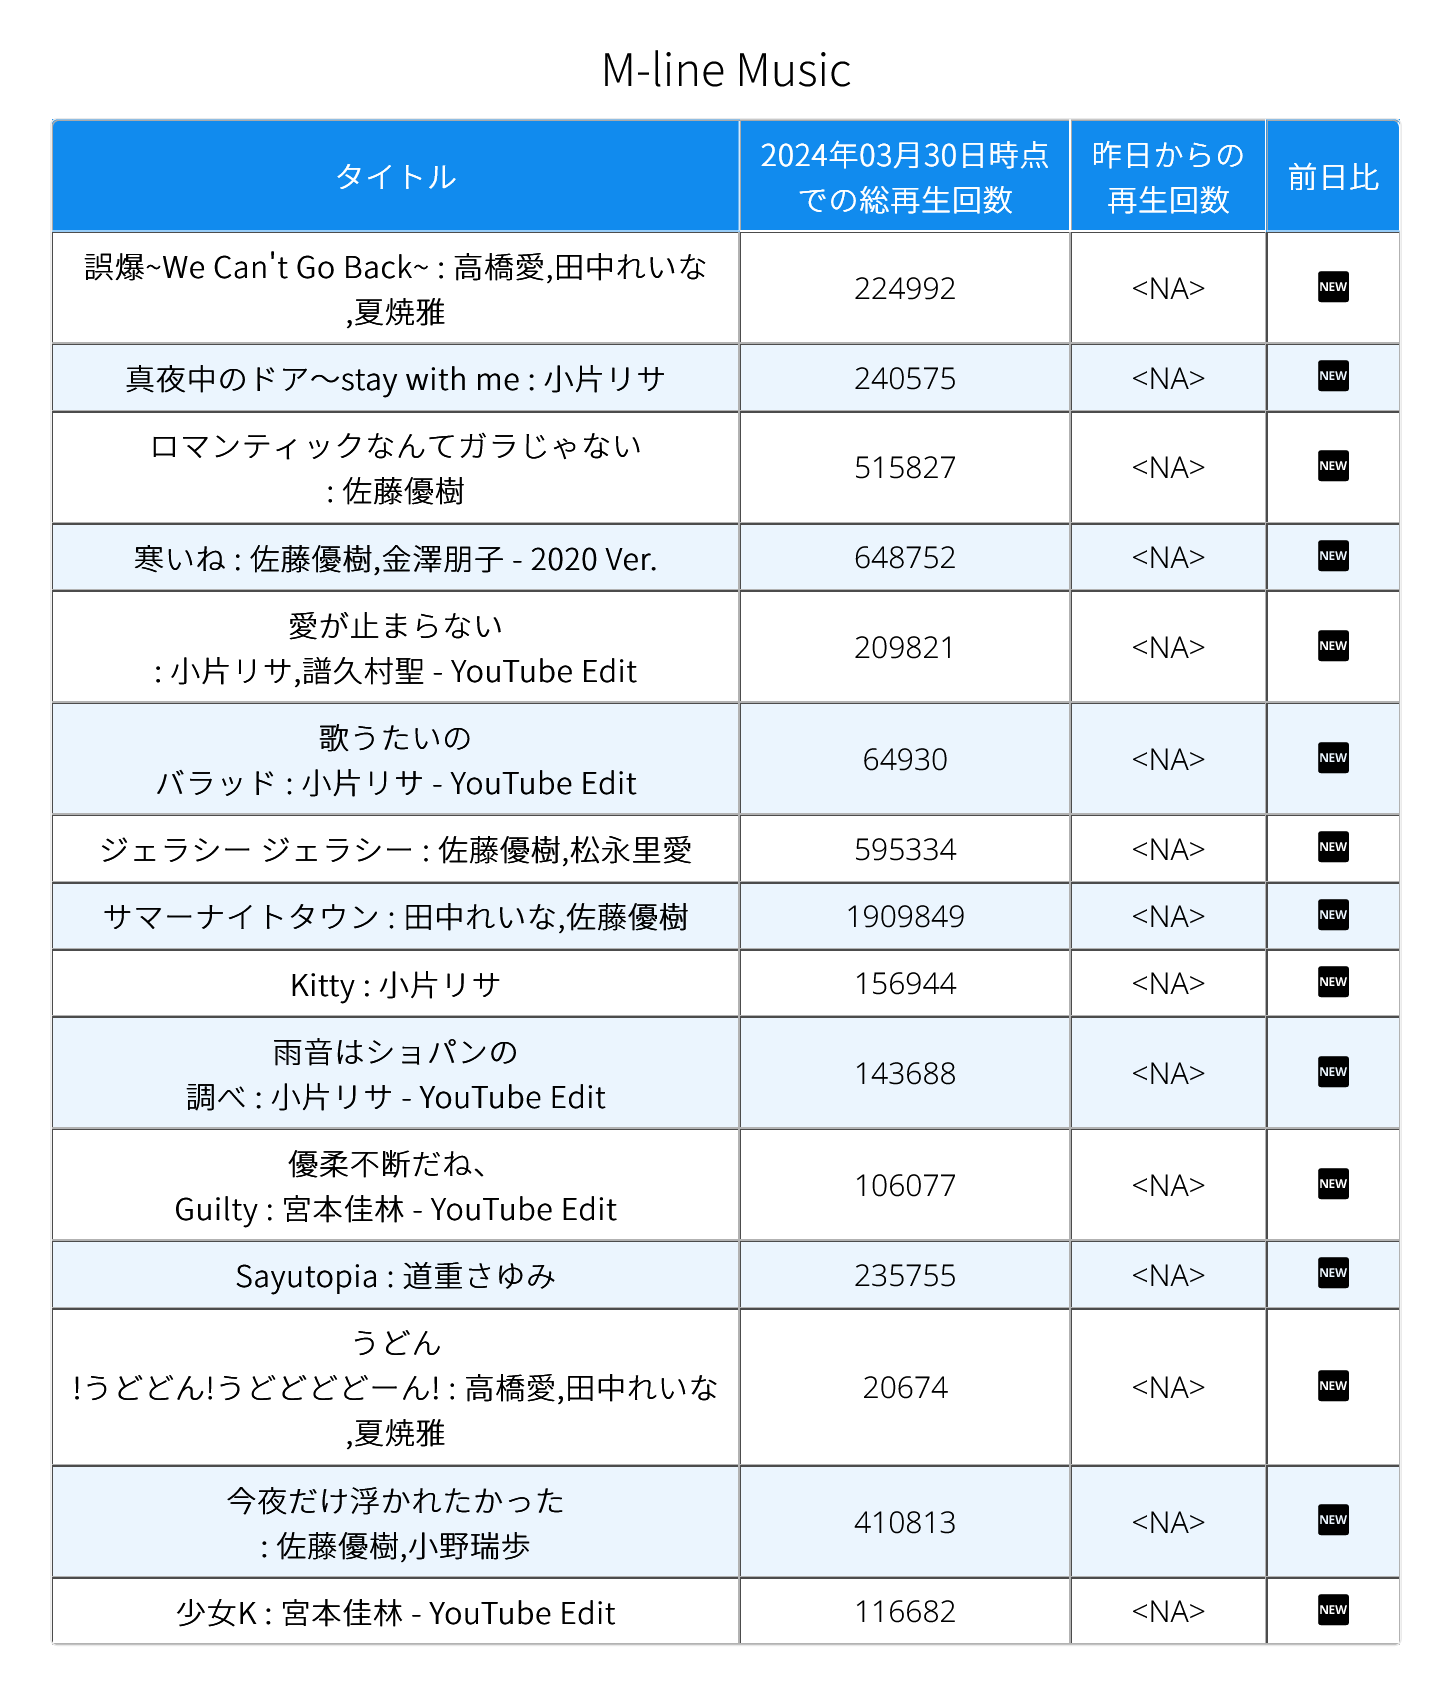 M-line Music
タイトル
2024年03月30日時点
での総再生回数
昨日からの
再生回数
前日比
誤爆~We Can't Go Back~ : 高橋愛,田中れいな
,夏焼雅
224992
<NA>
NEW
真夜中のドア〜stay with me : 小片リサ
240575
<NA>
NEW
ロマンティックなんてガラじゃない
: 佐藤優樹
515827
<NA>
NEW
寒いね : 佐藤優樹,金澤朋子 - 2020 Ver.
648752
<NA>
NEW
愛が止まらない
: 小片リサ,譜久村聖 - YouTube Edit
209821
<NA>
NEW
歌うたいの
バラッド : 小片リサ - YouTube Edit
64930
<NA>
NEW
ジェラシー ジェラシー : 佐藤優樹,松永里愛
595334
<NA>
NEW
サマーナイトタウン : 田中れいな,佐藤優樹
1909849
<NA>
NEW
Kitty : 小片リサ
156944
<NA>
NEW
雨音はショパンの
調べ : 小片リサ - YouTube Edit
143688
<NA>
NEW
優柔不断だね、
Guilty : 宮本佳林 - YouTube Edit
106077
<NA>
NEW
Sayutopia : 道重さゆみ
235755
<NA>
NEW
うどん
!うどどん!うどどどどーん! : 高橋愛,田中れいな
,夏焼雅
20674
<NA>
NEW
今夜だけ浮かれたかった
: 佐藤優樹,小野瑞歩
410813
<NA>
NEW
少女K : 宮本佳林 - YouTube Edit
116682
<NA>
NEW